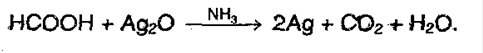 HCOOH + Ag₂O —NH₃→ 2Ag + CO₂ + H₂O.